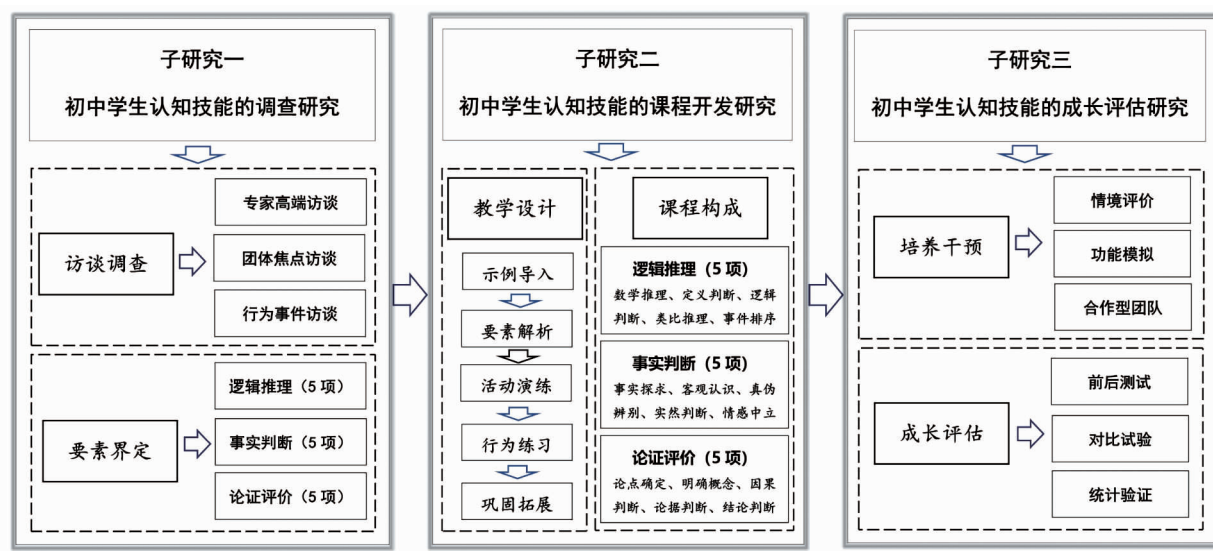 子研究一
初中学生认知技能的调查研究
访谈调查
专家高端访谈
团体焦点访谈
行为事件访谈
要素界定
逻辑推理（5 项）
事实判断（5 项）
论证评价（5 项）
子研究二
初中学生认知技能的课程开发研究
教学设计
示例导入
要素解析
活动演练
行为练习
巩固拓展
课程构成
逻辑推理（5 项）
数学推理、定义判断、逻辑
判断、类比推理、事件排序
事实判断（5 项）
事实探求、客观认识、真伪
辨别、实然判断、情感中立
论证评价（5 项）
论点确定、明确概念、因果
判断、论据判断、结论判断
子研究三
初中学生认知技能的成长评估研究
培养干预
情境评价
功能模拟
合作型团队
成长评估
前后测试
对比试验
统计验证